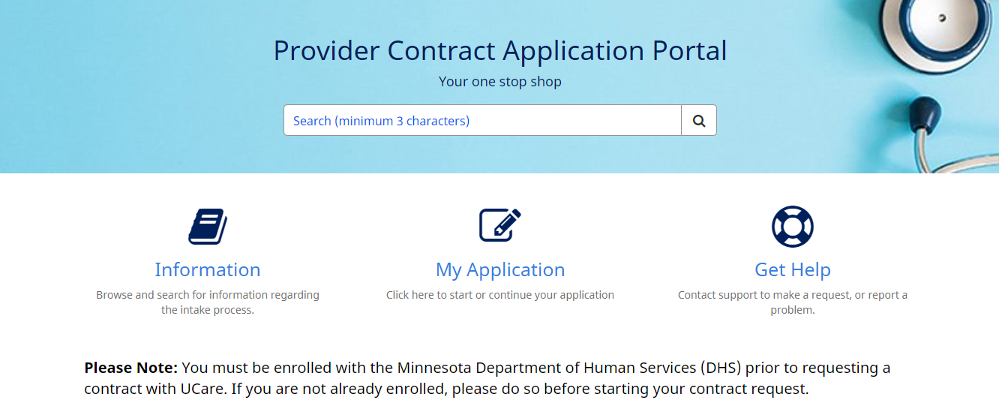 Provider Contract Application Portal
Your one stop shop
Search (minimum 3 characters)
Information
Browse and search for information regarding
the intake process.
My Application
Click here to start or continue your application
Get Help
Contact support to make a request, or report a
problem.
Please Note: You must be enrolled with the Minnesota Department of Human Services (DHS) prior to requesting a
contract with UCare. If you are not already enrolled, please do so before starting your contract request.